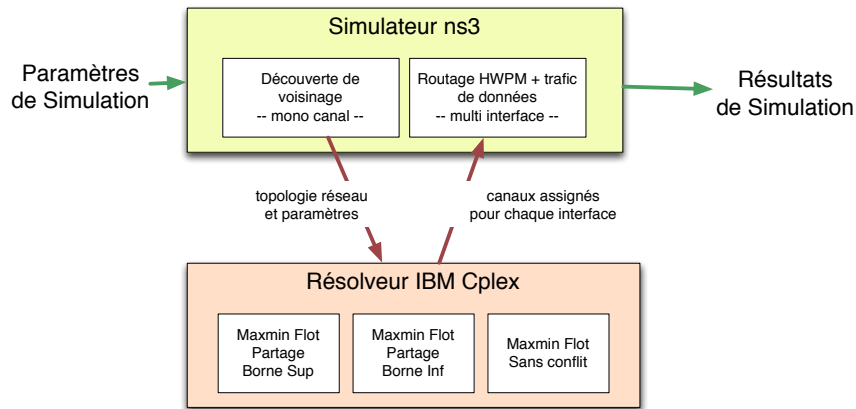 Simulateur ns3
Paramètres
de Simulation
Découverte de
voisinage
-- mono canal --
Routage HWPM + trafic
de données
-- multi interface --
Résultats
de Simulation
topologie réseau
et paramètres
canaux assignés
pour chaque interface
Résolveur IBM Cplex
Maxmin Flot
Partage
Borne Sup
Maxmin Flot
Partage
Borne Inf
Maxmin Flot
Sans conflit